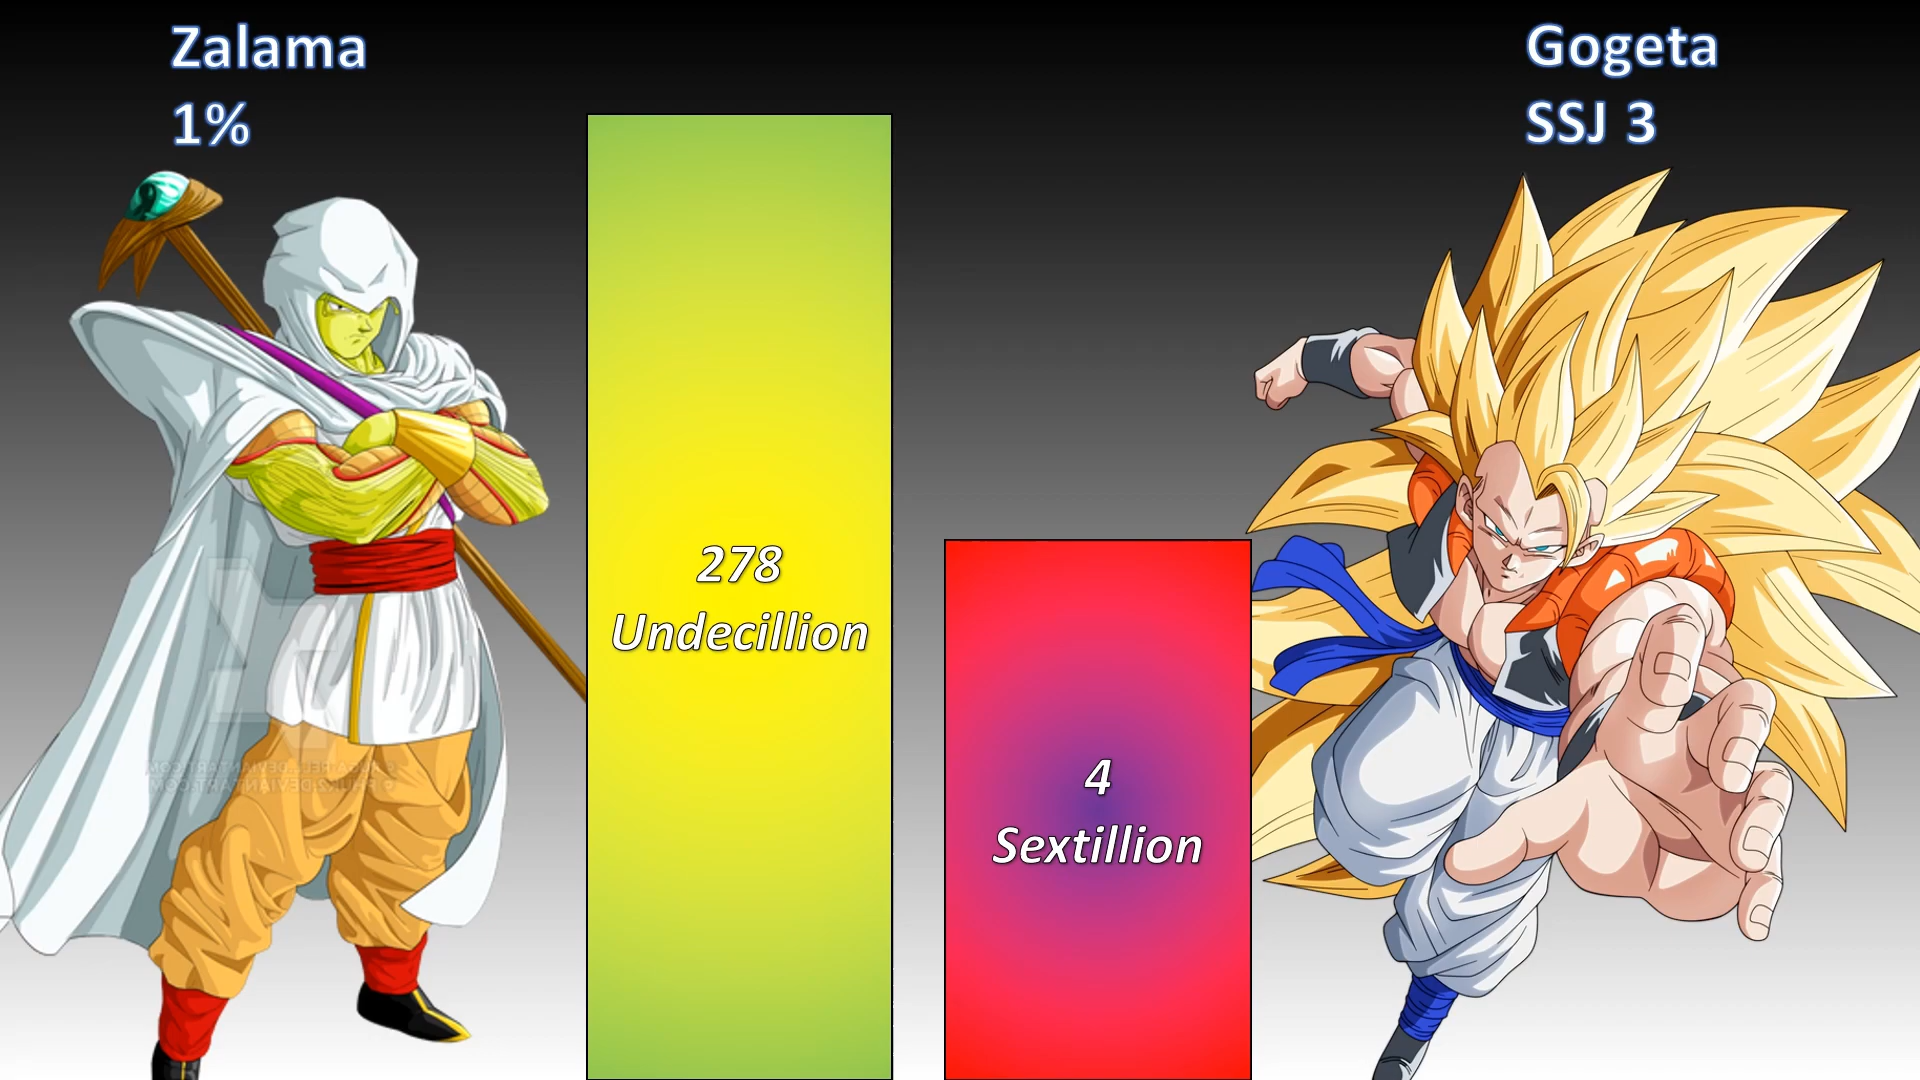 Zalama
1%
Gogeta
SSJ 3
278
Undecillion
4
Sextillion